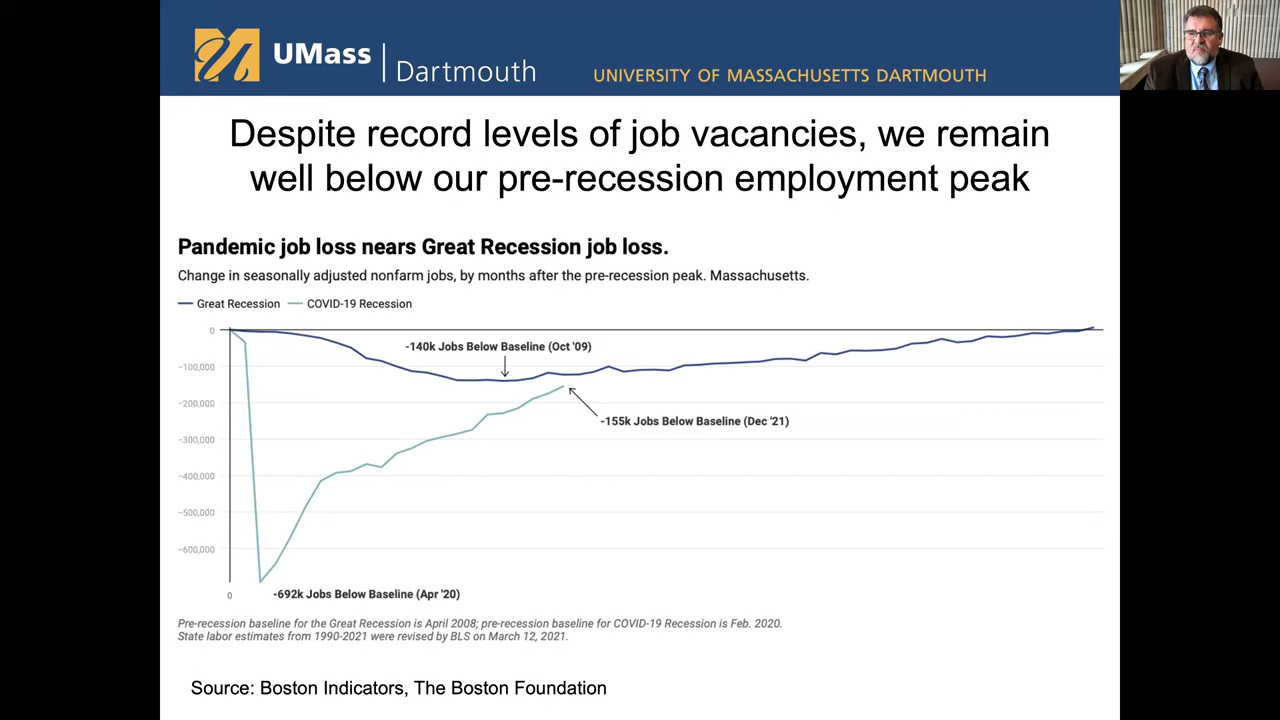 UMass
Dartmouth
UNIVERSITY OF MASSACHUSETTS DARTMOUTH
Despite record levels of job vacancies, we remain
well below our pre-recession employment peak
Pandemic job loss nears Great Recession job loss.
Change in seasonally adjusted nonfarm jobs, by months after the pre-recession peak. Massachusetts.
Great Recession COVID-19 Recession
0
-140k Jobs Below Baseline (Oct '09)
−100,000
−200,000
-155k Jobs Below Baseline (Dec '21)
−300,000
−400,000
−500,000
−600,000
0
-692k Jobs Below Baseline (Apr '20)
Pre-recession baseline for the Great Recession is April 2008; pre-recession baseline for COVID-19 Recession is Feb. 2020.
State labor estimates from 1990-2021 were revised by BLS on March 12, 2021.
Source: Boston Indicators, The Boston Foundation